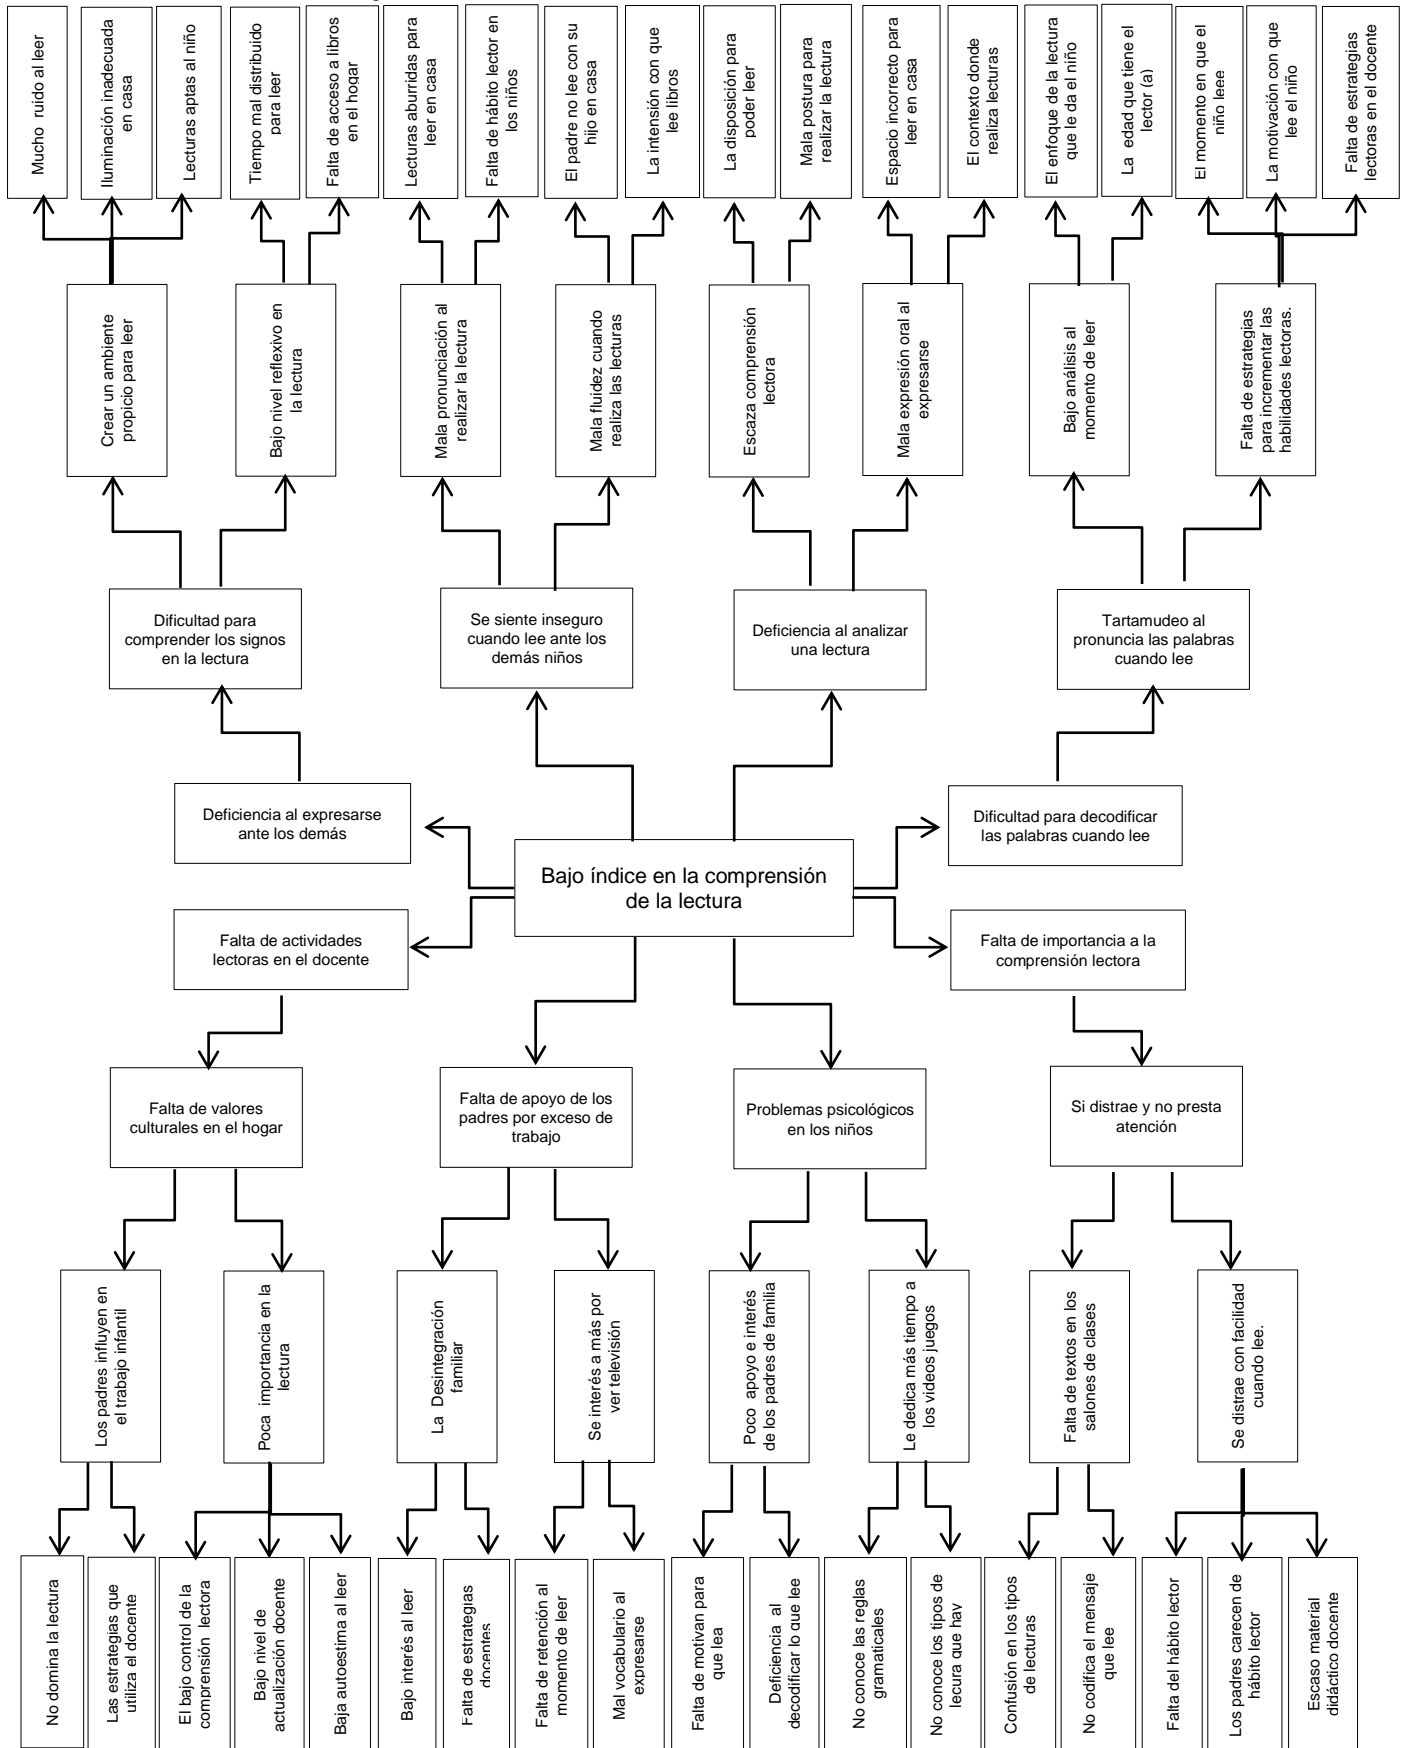 Mucho ruido al leer
Iluminación inadecuada
en casa
Lecturas aptas al niño
Tiempo mal distribuido
para leer
Falta de acceso a libros
en el hogar
Lecturas aburridas para
leer en casa
Falta de hábito lector en
los niños
El padre no lee con su
hijo en casa
La intensión con que
lee libros
La disposición para
poder leer
Mala postura para
realizar la lectura
Espacio incorrecto para
leer en casa
El contexto donde
realiza lecturas
El enfoque de la lectura
que le da el niño
La edad que tiene el
lector (a)
El momento en que el
niño leee
La motivación con que
lee el niño
Falta de estrategias
lectoras en el docente
Crear un ambiente
propicio para leer
Bajo nivel reflexivo en
la lectura
Mala pronunciación al
realizar la lectura
Mala fluidez cuando
realiza las lecturas
Escaza comprensión
lectora
Mala expresión oral al
expresarse
Bajo análisis al
momento de leer
Falta de estrategias
para incrementar las
habilidades lectoras.
Dificultad para
comprender los signos
en la lectura
Se siente inseguro
cuando lee ante los
demás niños
Deficiencia al analizar
una lectura
Tartamudeo al
pronuncia las palabras
cuando lee
Deficiencia al expresarse
ante los demás
Dificultad para decodificar
las palabras cuando lee
Bajo índice en la comprensión
de la lectura
Falta de actividades
lectoras en el docente
Falta de importancia a la
comprensión lectora
Falta de valores
culturales en el hogar
Falta de apoyo de los
padres por exceso de
trabajo
Problemas psicológicos
en los niños
Si distrae y no presta
atención
Los padres influyen en
el trabajo infantil
Poca importancia en la
lectura
La Desintegración
familiar
Se interés a más por
ver televisión
Poco apoyo e interés
de los padres de familia
Le dedica más tiempo a
los videos juegos
Falta de textos en los
salones de clases
Se distrae con facilidad
cuando lee.
No domina la lectura
Las estrategias que
utiliza el docente
El bajo control de la
comprensión lectora
Bajo nivel de
actualización docente
Baja autoestima al leer
Bajo interés al leer
Falta de estrategias
docentes
Falta de retención al
momento de leer
Mal vocabulario al
expresarse
Falta de motivan para
que lea
Deficiencia al
decodificar lo que lee
No conoce las reglas
gramaticales
No conoce los tipos de
lecura que hay
Confusión en los tipos
de lecturas
No codifica el mensaje
que lee
Falta del hábito lector
Los padres carecen de
hábito lector
Escaso material
didáctico docente